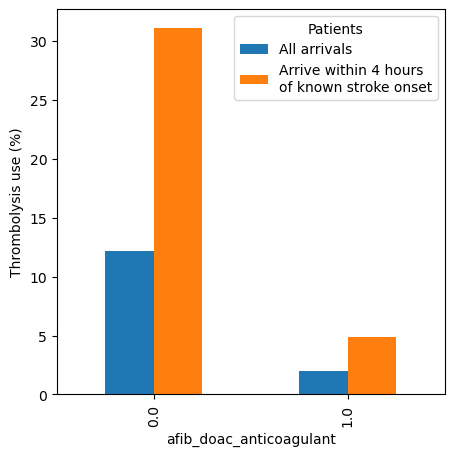 Patients
All arrivals
Arrive within 4 hours
of known stroke onset
Thrombolysis use (%)
30
25
20
15
10
5
0
0.0
1.0
afib_doac_anticoagulant